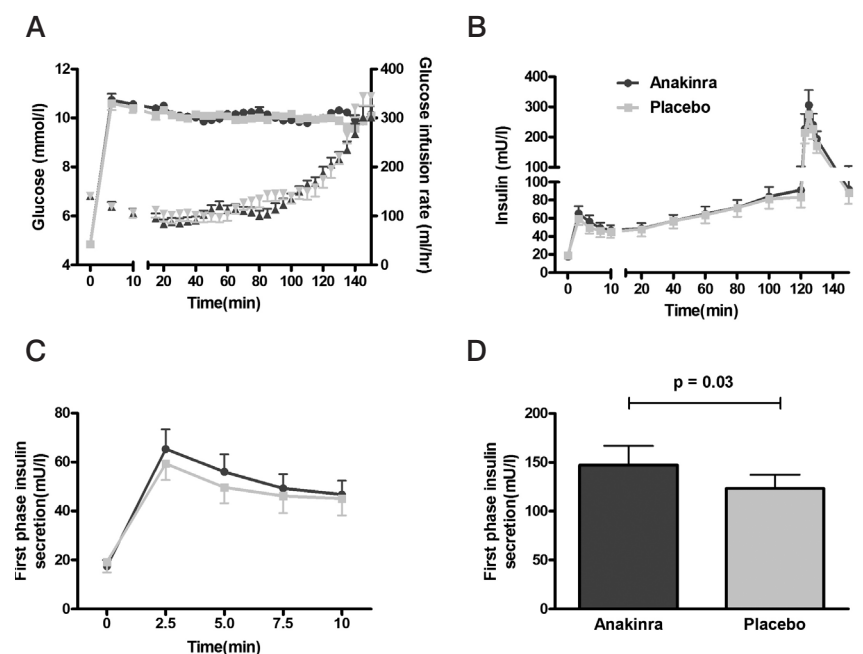 A
Glucose (mmol/l)
12
10
8
6
4
400
300
200
100
0
Glucose infusion rate (ml/hr)
0 10 20 40 60 80 100 120 140
Time(min)
B
Anakinra
Placebo
Insulin (mU/l)
400
300
200
100
100
80
60
40
20
0
0 10 20 40 60 80 100 120 140
Time(min)
C
First phase insulin
secretion(mU/l)
80
60
40
20
0
0 2.5 5.0 7.5 10
Time(min)
D
p = 0.03
First phase insulin
secretion(mU/l)
200
150
100
50
0
Anakinra Placebo